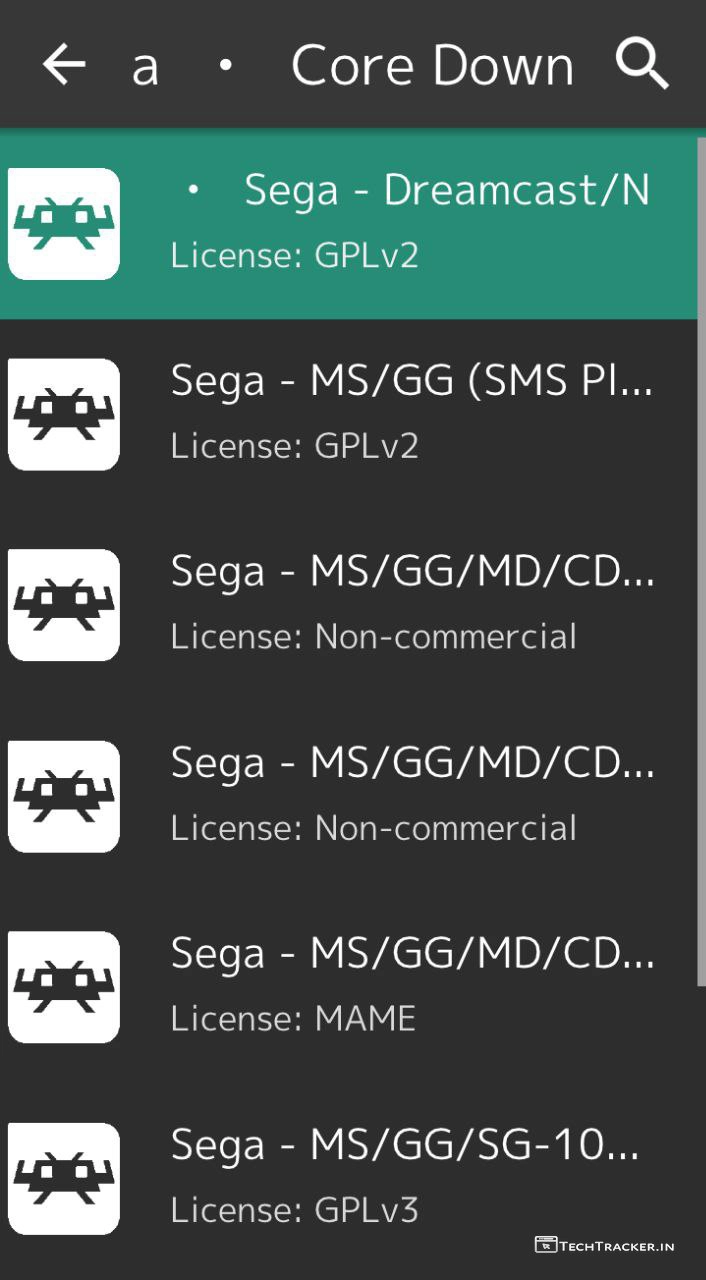 a • Core Down
• Sega - Dreamcast/N
License: GPLv2
Sega - MS/GG (SMS Pl...
License: GPLv2
Sega - MS/GG/MD/CD...
License: Non-commercial
Sega - MS/GG/MD/CD...
License: Non-commercial
Sega - MS/GG/MD/CD...
License: MAME
Sega - MS/GG/SG-10...
License: GPLv3
TECHTRACKER.IN